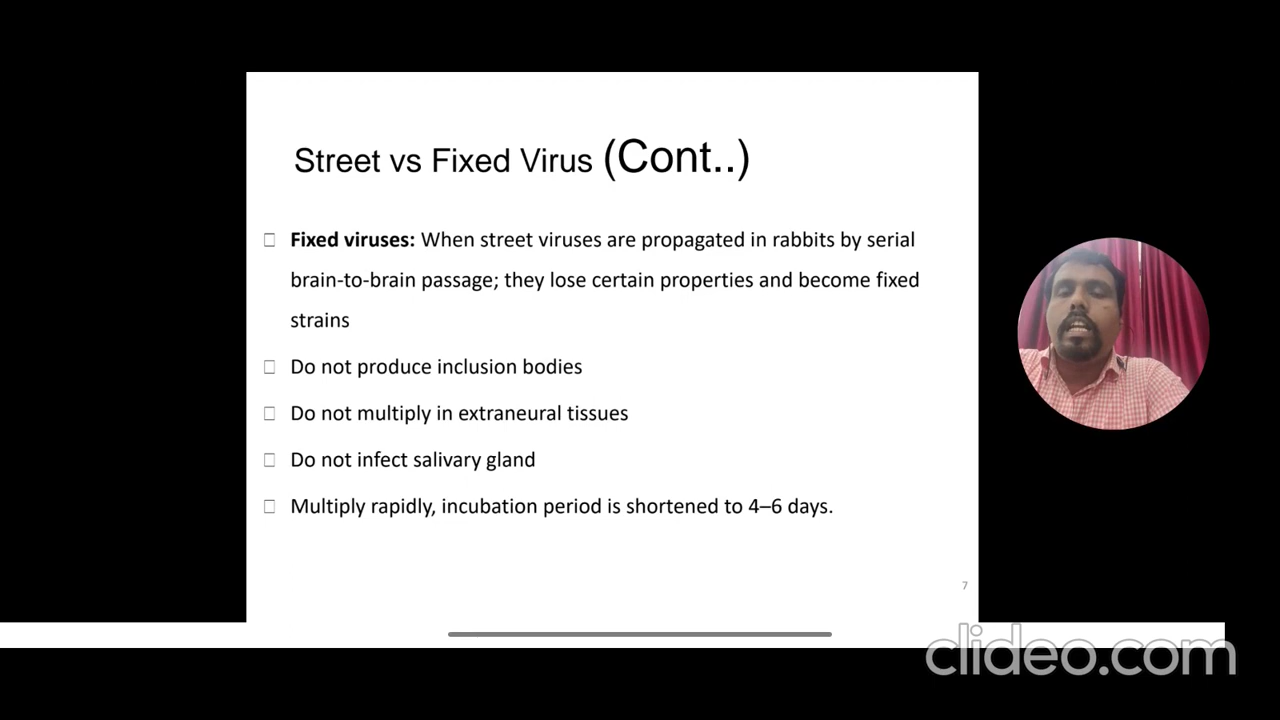 Street vs Fixed Virus (Cont..)
□ Fixed viruses: When street viruses are propagated in rabbits by serial
brain-to-brain passage; they lose certain properties and become fixed
strains
□ Do not produce inclusion bodies
□ Do not multiply in extraneural tissues
□ Do not infect salivary gland
□ Multiply rapidly, incubation period is shortened to 4–6 days.
7
clideo.com